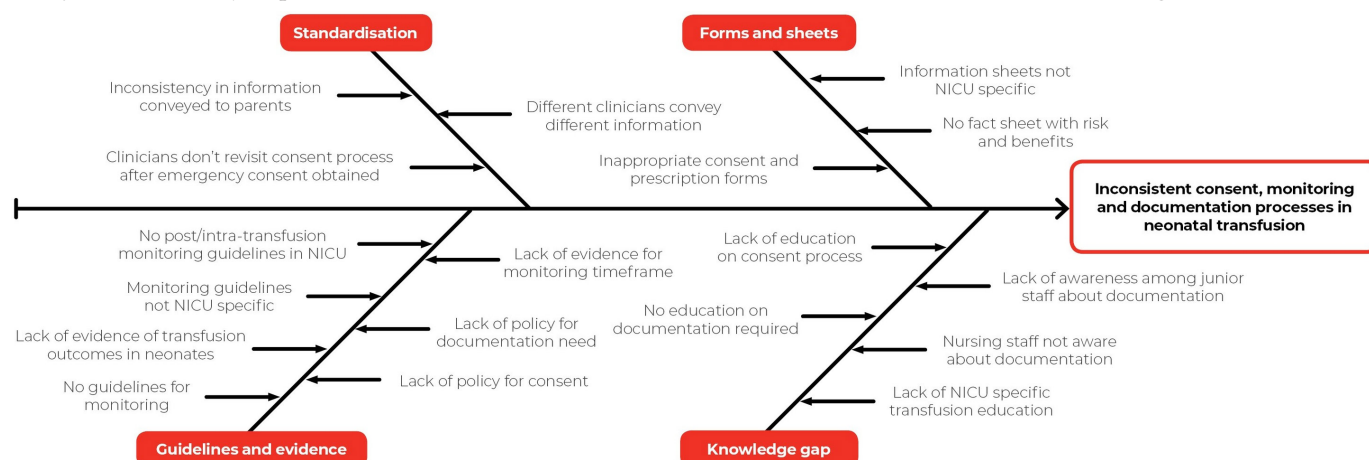 Standardisation
Forms and sheets
Inconsistency in information
conveyed to parents
Different clinicians convey
different information
Clinicians don't revisit consent process
after emergency consent obtained
Information sheets not
NICU specific
No fact sheet with risk
and benefits
Inappropriate consent and
prescription forms
Inconsistent consent, monitoring
and documentation processes in
neonatal transfusion
No post/intra-transfusion
monitoring guidelines in NICU
Lack of evidence for
monitoring timeframe
Monitoring guidelines
not NICU specific
Lack of policy for
documentation need
Lack of evidence of transfusion
outcomes in neonates
Lack of policy for consent
No guidelines for
monitoring
Lack of education
on consent process
Lack of awareness among junior
staff about documentation
No education on
documentation required
Nursing staff not aware
about documentation
Lack of NICU specific
transfusion education
Guidelines and evidence
Knowledge gap